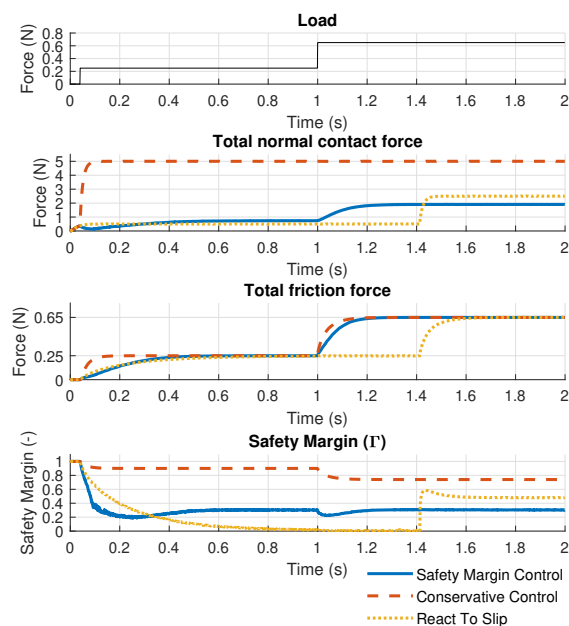 Load
Force (N)
0.8
0.6
0.4
0.2
0
0 0.2 0.4 0.6 0.8 1 1.2 1.4 1.6 1.8 2
Time (s)
Total normal contact force
Force (N)
5
4
3
2
1
0
0 0.2 0.4 0.6 0.8 1 1.2 1.4 1.6 1.8 2
Time (s)
Total friction force
Force (N)
0.65
0.25
0
0 0.2 0.4 0.6 0.8 1 1.2 1.4 1.6 1.8 2
Time (s)
Safety Margin (Γ)
Safety Margin (-)
1
0.8
0.6
0.4
0.2
0
0 0.2 0.4 0.6 0.8 1 1.2 1.4 1.6 1.8 2
Time (s)
Safety Margin Control
Conservative Control
React To Slip